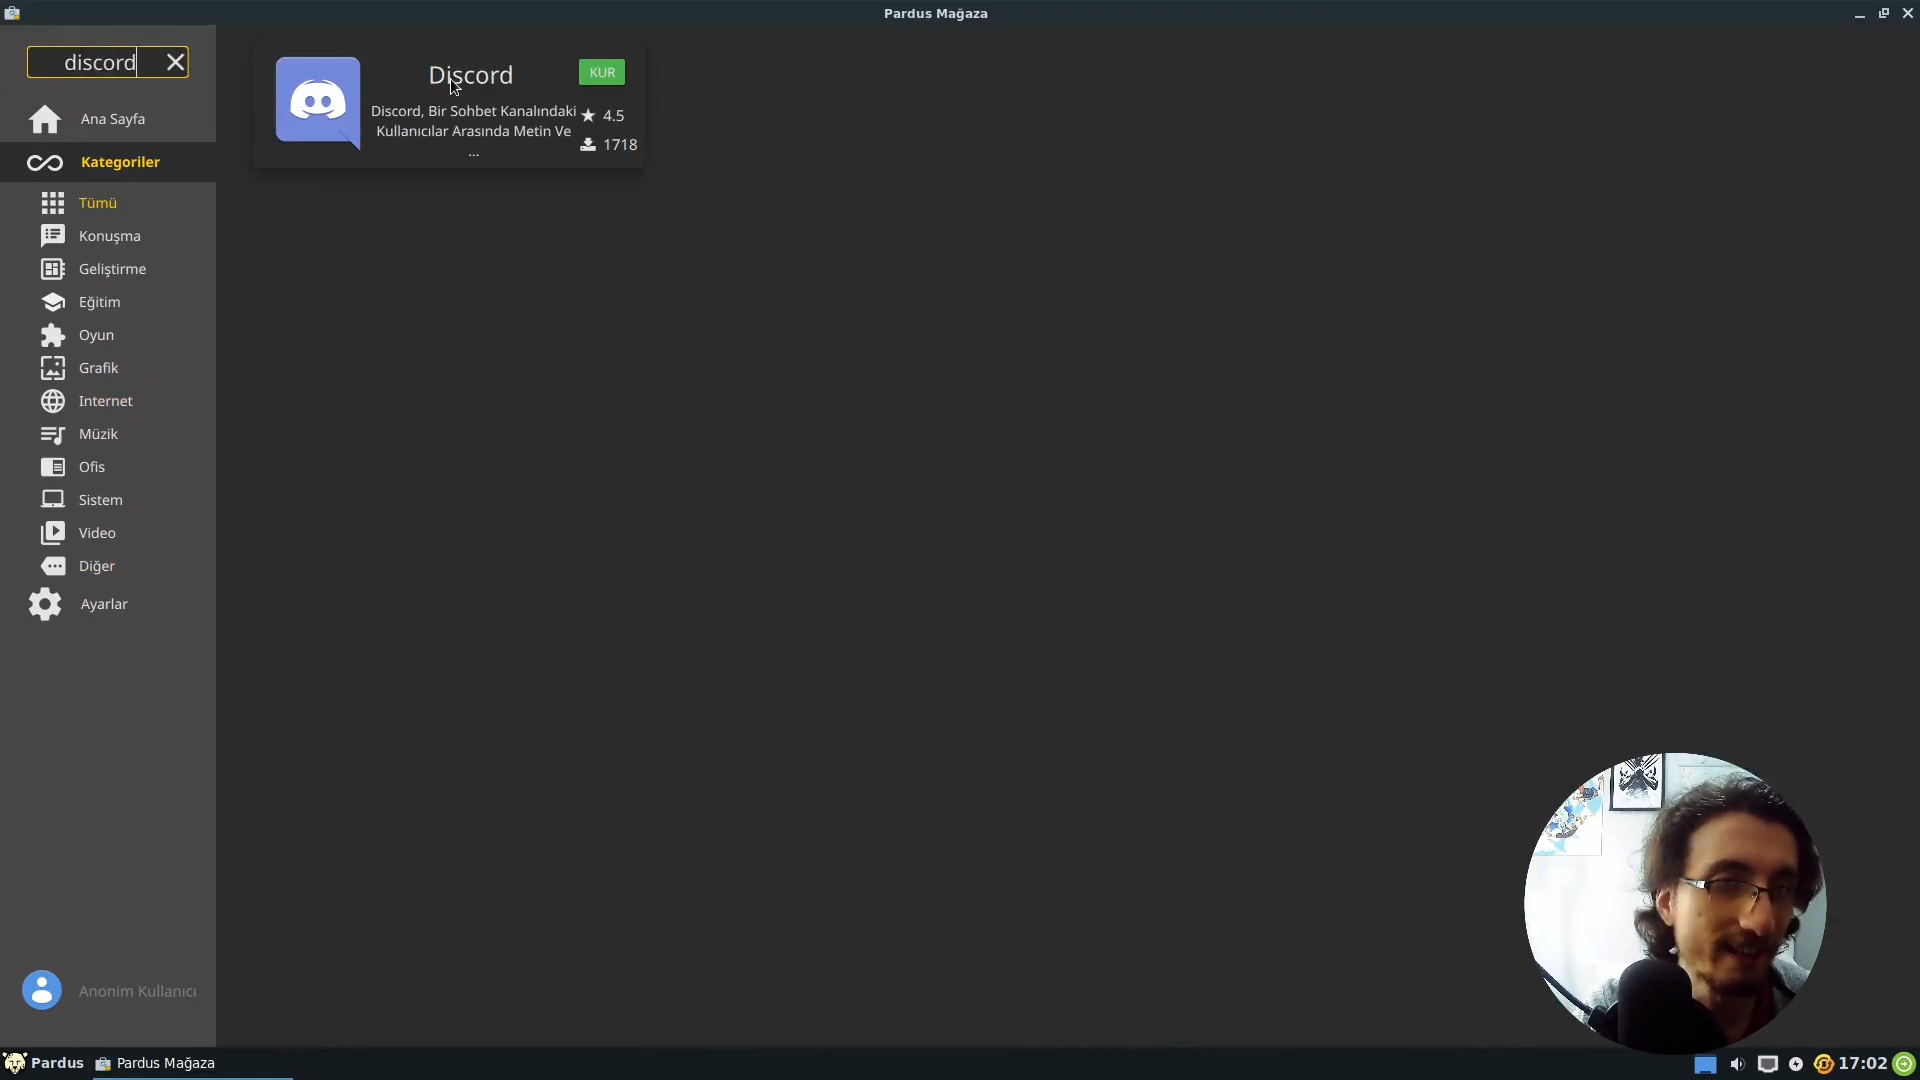 Pardus Mağaza
discord
Ana Sayfa
Kategoriler
Tümü
Konuşma
Geliştirme
Eğitim
Oyun
Grafik
Internet
Müzik
Ofis
Sistem
Video
Diğer
Ayarlar
Anonim Kullanıcı
Discord
KUR
Discord, Bir Sohbet Kanalındaki
Kullanıcılar Arasında Metin Ve
...
4.5
1718
Pardus
Pardus Mağaza
17:02